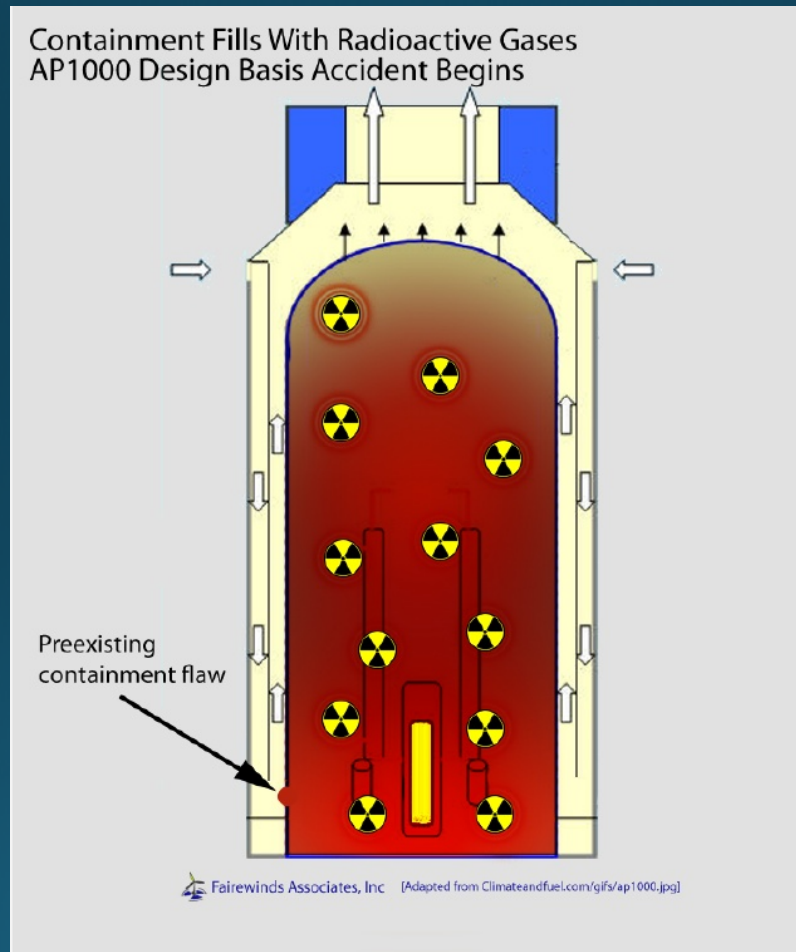 Containment Fills With Radioactive Gases
AP1000 Design Basis Accident Begins
Preexisting
containment flaw
Fairewinds Associates, Inc [Adapted from Climateandfuel.com/gifs/ap1000.jpg]